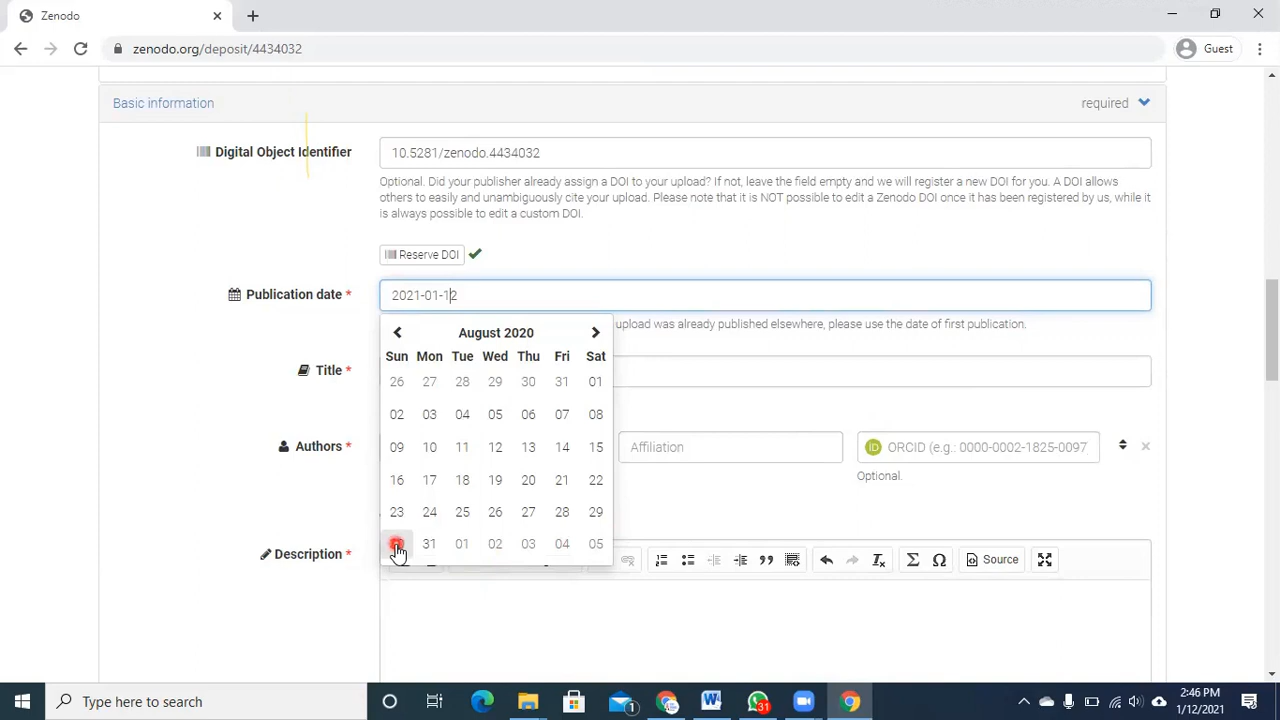 Zenodo
zenodo.org/deposit/4434032
Guest
Basic information
required
Digital Object Identifier
10.5281/zenodo.4434032
Optional. Did your publisher already assign a DOI to your upload? If not, leave the field empty and we will register a new DOI for you. A DOI allows
others to easily and unambiguously cite your upload. Please note that it is NOT possible to edit a Zenodo DOI once it has been registered by us, while it
is always possible to edit a custom DOI.
Reserve DOI
Publication date *
2021-01-12
upload was already published elsewhere, please use the date of first publication.
August 2020
Sun Mon Tue Wed Thu Fri Sat
26 27 28 29 30 31 01
02 03 04 05 06 07 08
09 10 11 12 13 14 15
16 17 18 19 20 21 22
23 24 25 26 27 28 29
31 01 02 03 04 05
Title *
Authors *
Affiliation
iD ORCID (e.g.: 0000-0002-1825-0097
Optional.
Description *
Source
Type here to search
1
31
2:46 PM
1/12/2021